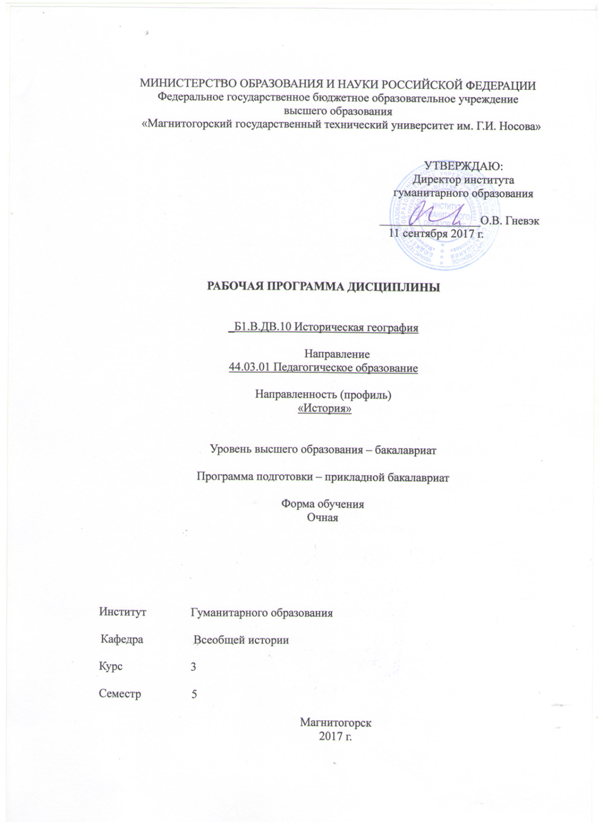 МИНИСТЕРСТВО ОБРАЗОВАНИЯ И НАУКИ РОССИЙСКОЙ ФЕДЕРАЦИИ
Федеральное государственное бюджетное образовательное учреждение
высшего образования
«Магнитогорский государственный технический университет им. Г.И. Носова»
УТВЕРЖДАЮ:
Директор института
гуманитарного образования
О.В. Гневэк
11 сентября 2017 г.
РАБОЧАЯ ПРОГРАММА ДИСЦИПЛИНЫ
_Б1.В.ДВ.10 Историческая география
Направление
44.03.01 Педагогическое образование
Направленность (профиль)
«История»
Уровень высшего образования – бакалавриат
Программа подготовки – прикладной бакалавриат
Форма обучения
Очная
Институт Гуманитарного образования
Кафедра Всеобщей истории
Курс 3
Семестр 5
Магнитогорск
2017 г.